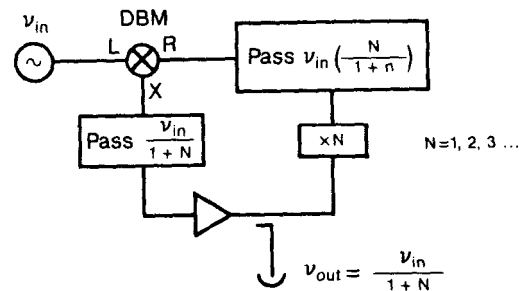 ν_in
DBM
L
R
X
Pass ν_in ( N / 1 + n )
Pass ν_in / 1 + N
× N
N=1, 2, 3 ...
ν_out = ν_in / 1 + N